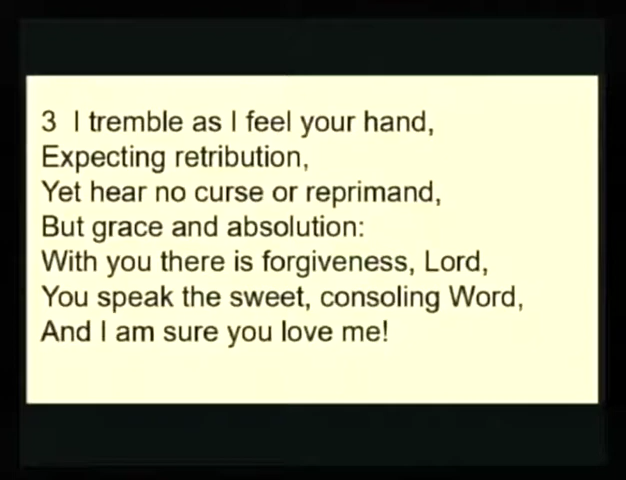 3 I tremble as I feel your hand,
Expecting retribution,
Yet hear no curse or reprimand,
But grace and absolution:
With you there is forgiveness, Lord,
You speak the sweet, consoling Word,
And I am sure you love me!